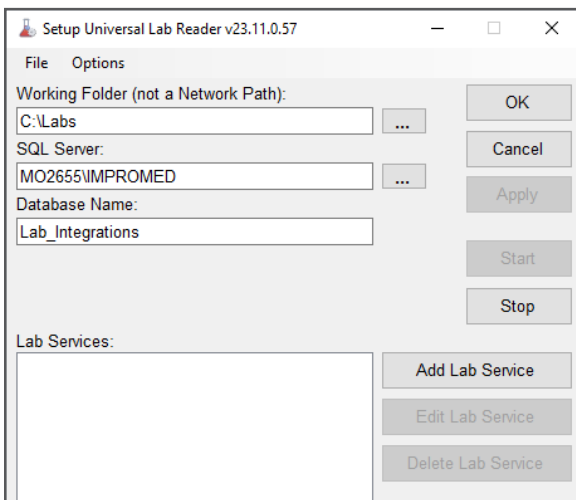 Setup Universal Lab Reader v23.11.0.57
File Options
Working Folder (not a Network Path):
C:\Labs
...
OK
SQL Server:
Cancel
MO2655\IMPROMED
...
Apply
Database Name:
Lab_Integrations
Start
Stop
Lab Services:
Add Lab Service
Edit Lab Service
Delete Lab Service